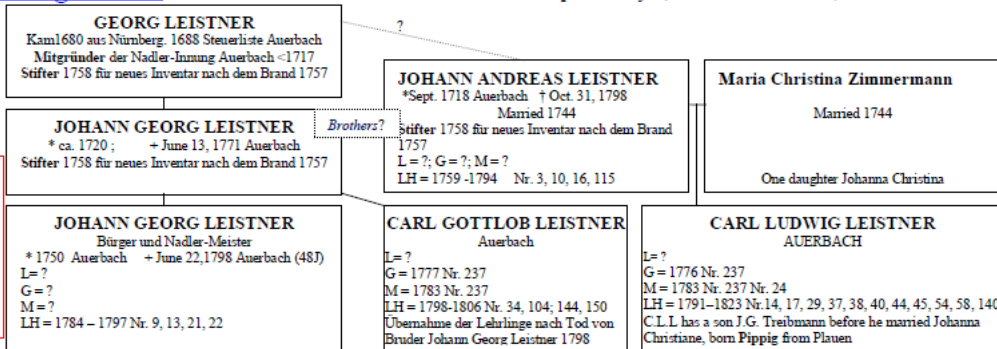 GEORG LEISTNER
Kam1680 aus Nürnberg. 1688 Steuerliste Auerbach
Mitgründer der Nadler-Innung Auerbach <1717
Stifter 1758 für neues Inventar nach dem Brand 1757
?
JOHANN ANDREAS LEISTNER
*Sept. 1718 Auerbach † Oct. 31, 1798
Married 1744
Stifter 1758 für neues Inventar nach dem Brand
1757
L = ?; G = ?; M = ?
LH = 1759 -1794 Nr. 3, 10, 16, 115
Maria Christina Zimmermann
Married 1744
One daughter Johanna Christina
JOHANN GEORG LEISTNER
* ca. 1720 ; + June 13, 1771 Auerbach
Stifter 1758 für neues Inventar nach dem Brand 1757
Brothers?
JOHANN GEORG LEISTNER
Bürger und Nadler-Meister
* 1750 Auerbach + June 22,1798 Auerbach (48J)
L= ?
G = ?
M = ?
LH = 1784 – 1797 Nr. 9, 13, 21, 22
CARL GOTTLOB LEISTNER
Auerbach
L= ?
G = 1777 Nr. 237
M = 1783 Nr. 237
LH = 1798-1806 Nr. 34, 104; 144, 150
Übernahme der Lehrlinge nach Tod von
Bruder Johann Georg Leistner 1798
CARL LUDWIG LEISTNER
AUERBACH
L= ?
G = 1776 Nr. 237
M = 1783 Nr. 237 Nr. 24
LH = 1791–1823 Nr.14, 17, 29, 37, 38, 40, 44, 45, 54, 58, 140
C.L.L has a son J.G. Treibmann before he married Johanna
Christiane, born Pippig from Plauen